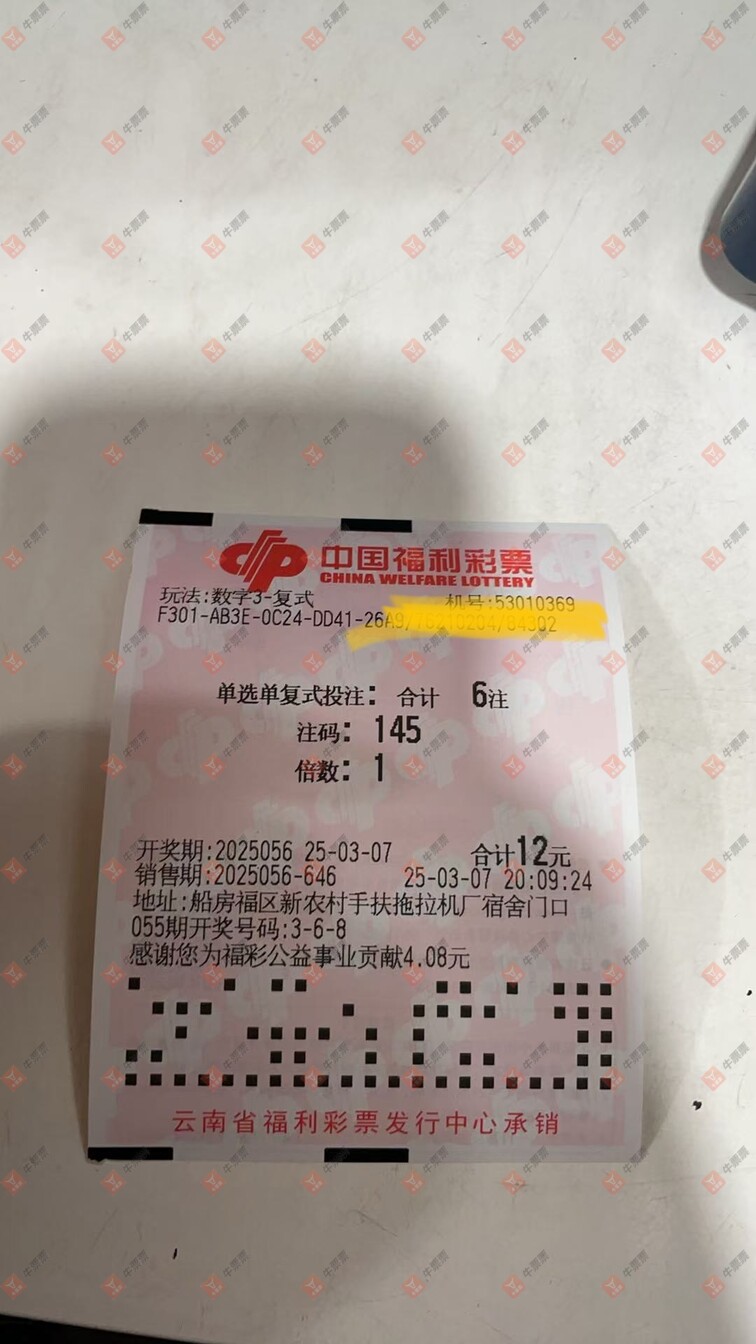 中国福利彩票
CHINA WELFARE LOTTERY
玩法:数字3-复式 机号:53010369
F301-AB3E-0C24-DD41-26A9/76210204/84302
单选单复式投注: 合计 6注
注码: 145
倍数: 1
开奖期:2025056 25-03-07 合计12元
销售期:2025056-646 25-03-07 20:09:24
地址:船房福区新农村手扶拖拉机厂宿舍门口
055期开奖号码:3-6-8
感谢您为福彩公益事业贡献4.08元
云南省福利彩票发行中心承销
牛票票